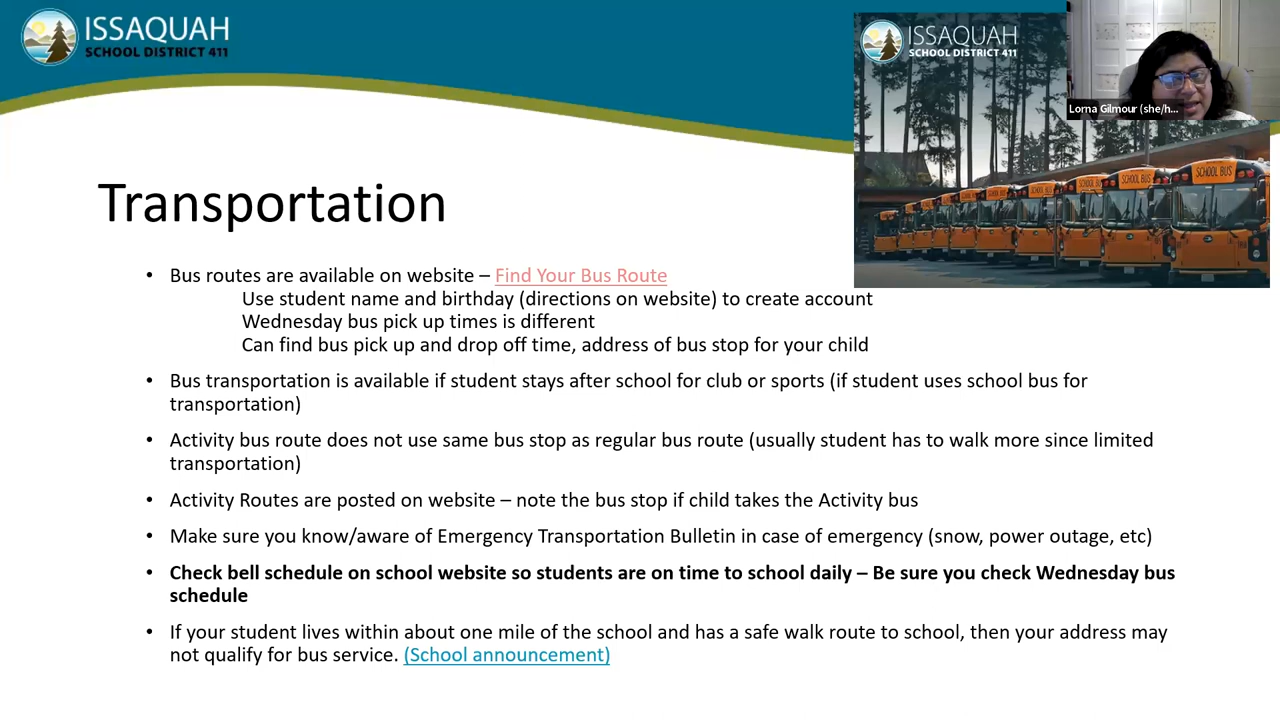 ISSAQUAH
SCHOOL DISTRICT 411
ISSAQUAH
SCHOOL DISTRICT 411
Lorna Gilmour (she/h...
SCHOOL BUS
SCHOOL BUS
SCHOOL BUS
Transportation
• Bus routes are available on website – Find Your Bus Route
Use student name and birthday (directions on website) to create account
Wednesday bus pick up times is different
Can find bus pick up and drop off time, address of bus stop for your child
• Bus transportation is available if student stays after school for club or sports (if student uses school bus for
transportation)
• Activity bus route does not use same bus stop as regular bus route (usually student has to walk more since limited
transportation)
• Activity Routes are posted on website – note the bus stop if child takes the Activity bus
• Make sure you know/aware of Emergency Transportation Bulletin in case of emergency (snow, power outage, etc)
• Check bell schedule on school website so students are on time to school daily – Be sure you check Wednesday bus
schedule
• If your student lives within about one mile of the school and has a safe walk route to school, then your address may
not qualify for bus service. (School announcement)